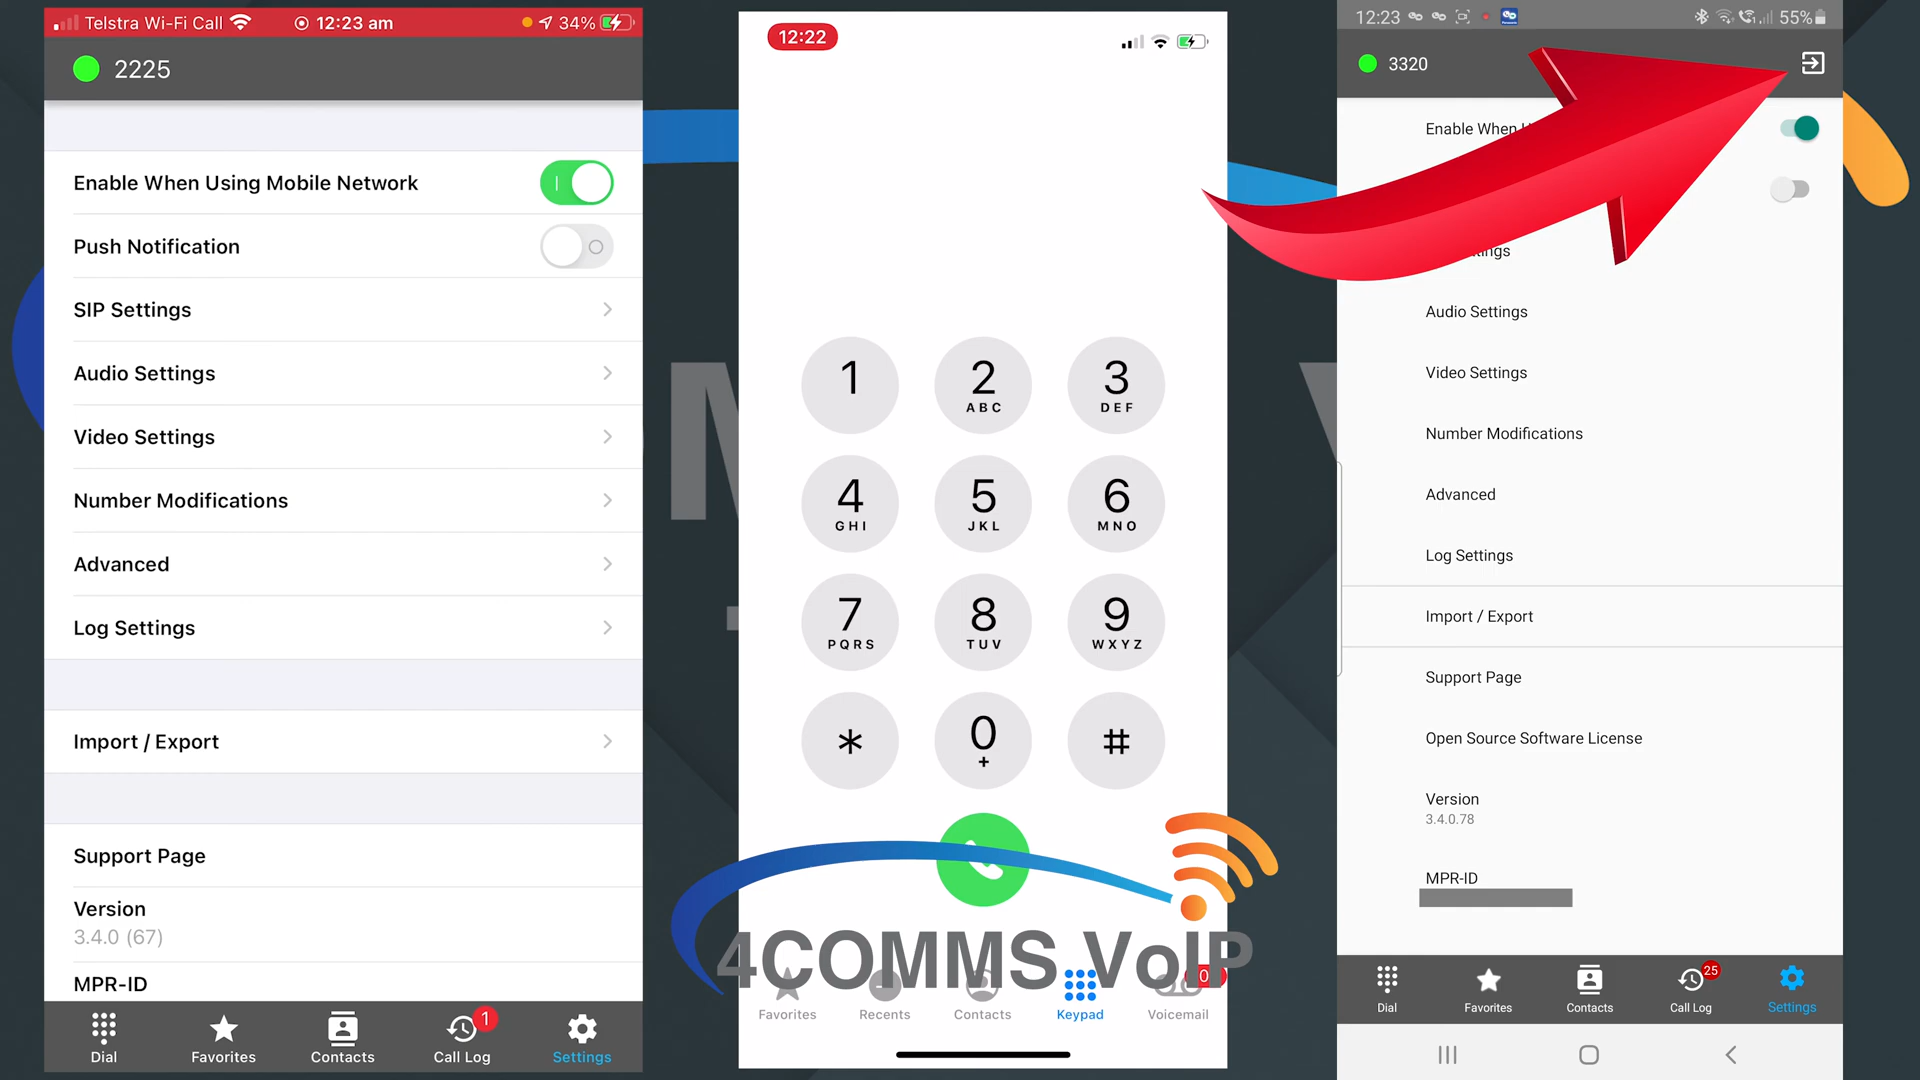 Telstra Wi-Fi Call
12:23 am
34%
2225
Enable When Using Mobile Network
Push Notification
SIP Settings
Audio Settings
Video Settings
Number Modifications
Advanced
Log Settings
Import / Export
Support Page
Version
3.4.0 (67)
MPR-ID
Dial
Favorites
Contacts
1
Call Log
Settings
12:22
1
2
ABC
3
DEF
4
GHI
5
JKL
6
MNO
7
PQRS
8
TUV
9
WXYZ
*
0
+
#
4COMMS VoIP
Favorites
Recents
Contacts
Keypad
Voicemail
12:23
55%
3320
Enable When
Audio Settings
Video Settings
Number Modifications
Advanced
Log Settings
Import / Export
Support Page
Open Source Software License
Version
3.4.0.78
MPR-ID
Dial
Favorites
Contacts
25
Call Log
Settings